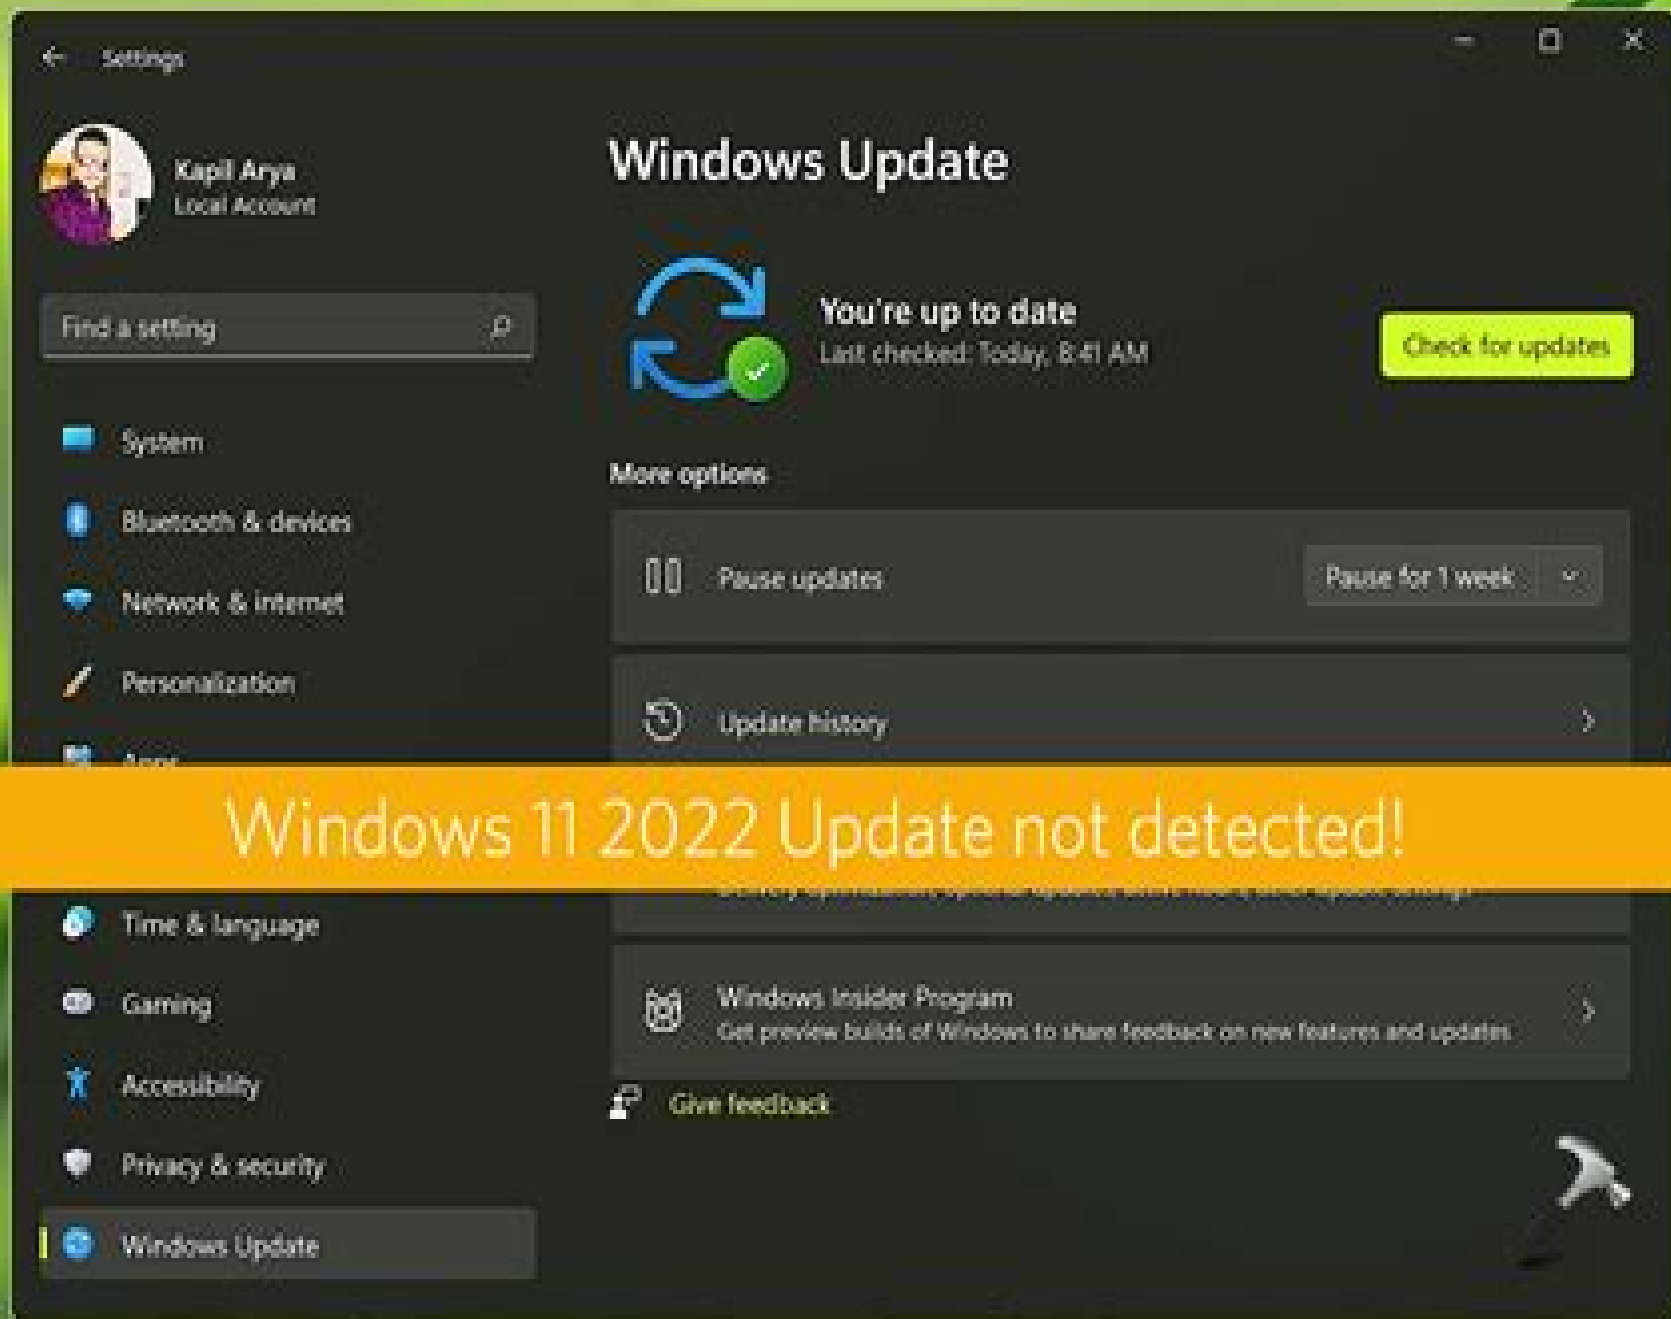 Settings
Kapil Arya
Local Account
Find a setting
System
Bluetooth & devices
Network & internet
Personalization
Apps
Time & language
Gaming
Accessibility
Privacy & security
Windows Update
Windows Update
You're up to date
Last checked: Today, 8:41 AM
Check for updates
More options
Pause updates
Pause for 1 week
Update history
Windows 11 2022 Update not detected!
Windows Insider Program
Get preview builds of Windows to share feedback on new features and updates
Give feedback